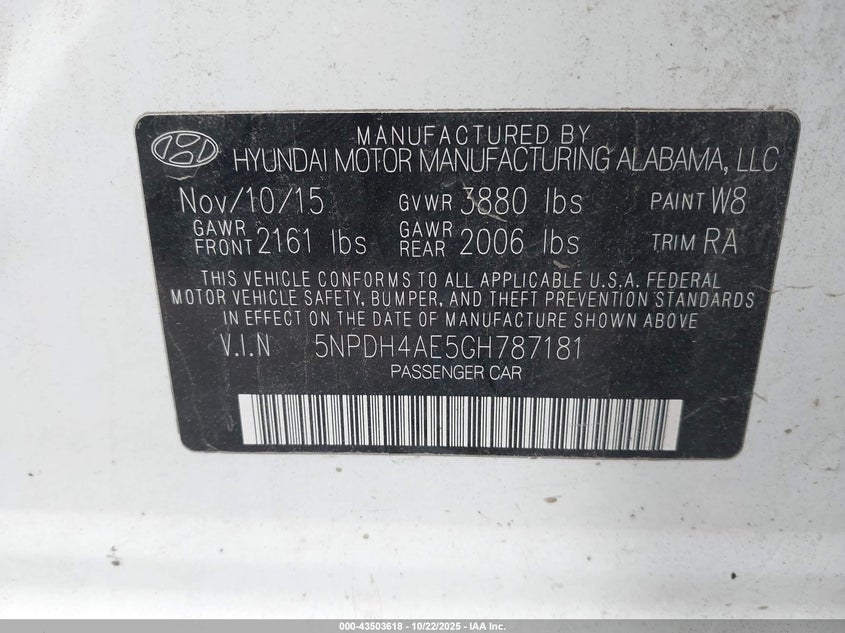 MANUFACTURED BY
HYUNDAI MOTOR MANUFACTURING ALABAMA, LLC
Nov/10/15 GVWR 3880 lbs PAINT W8
GAWR FRONT 2161 lbs GAWR REAR 2006 lbs TRIM RA
THIS VEHICLE CONFORMS TO ALL APPLICABLE U.S.A. FEDERAL
MOTOR VEHICLE SAFETY, BUMPER, AND THEFT PREVENTION STANDARDS
IN EFFECT ON THE DATE OF MANUFACTURE SHOWN ABOVE
V.I.N 5NPDH4AE5GH787181
PASSENGER CAR
000-43503618 - 10/22/2025 - IAA Inc.